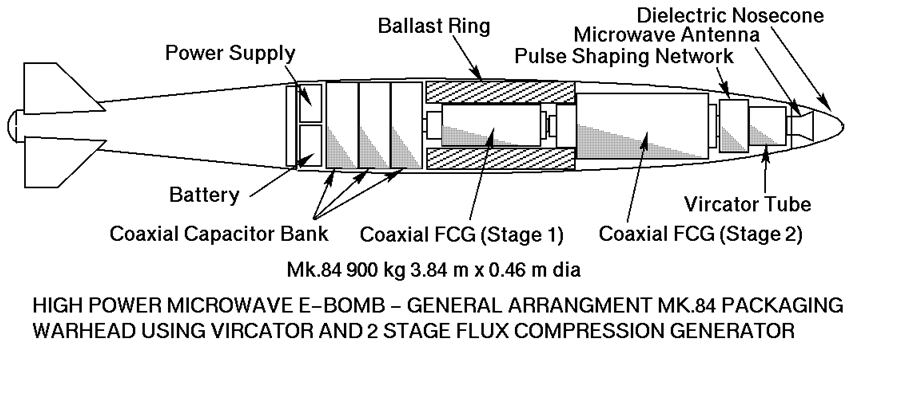 Dielectric Nosecone
Microwave Antenna
Ballast Ring
Pulse Shaping Network
Power Supply
Battery
Vircator Tube
Coaxial Capacitor Bank
Coaxial FCG (Stage 1)
Coaxial FCG (Stage 2)
Mk.84 900 kg 3.84 m x 0.46 m dia
HIGH POWER MICROWAVE E-BOMB - GENERAL ARRANGMENT MK.84 PACKAGING
WARHEAD USING VIRCATOR AND 2 STAGE FLUX COMPRESSION GENERATOR